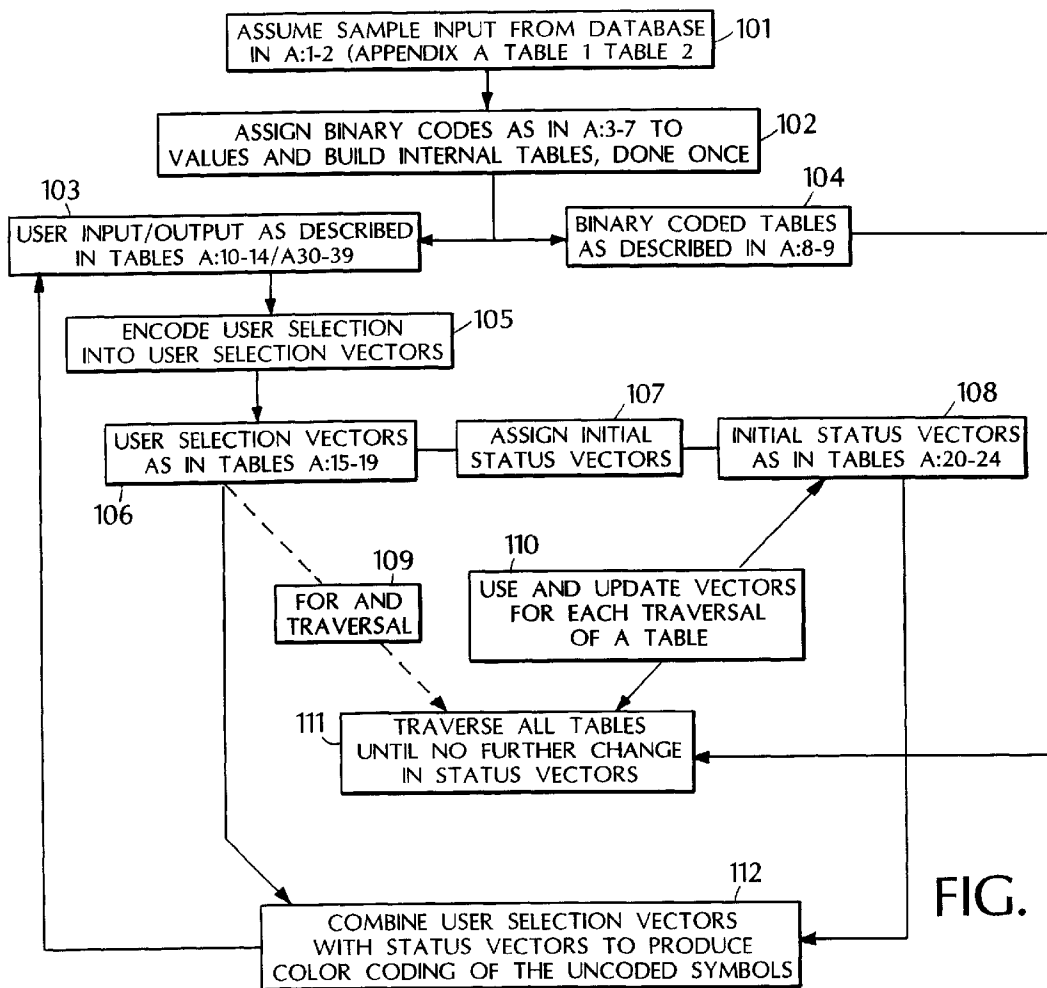 ASSUME SAMPLE INPUT FROM DATABASE
IN A:1-2 (APPENDIX A TABLE 1 TABLE 2
101
ASSIGN BINARY CODES AS IN A:3-7 TO
VALUES AND BUILD INTERNAL TABLES, DONE ONCE
102
103
USER INPUT/OUTPUT AS DESCRIBED
IN TABLES A:10-14/A30-39
104
BINARY CODED TABLES
AS DESCRIBED IN A:8-9
ENCODE USER SELECTION
INTO USER SELECTION VECTORS
105
USER SELECTION VECTORS
AS IN TABLES A:15-19
106
107
ASSIGN INITIAL
STATUS VECTORS
108
INITIAL STATUS VECTORS
AS IN TABLES A:20-24
109
FOR AND
TRAVERSAL
110
USE AND UPDATE VECTORS
FOR EACH TRAVERSAL
OF A TABLE
111
TRAVERSE ALL TABLES
UNTIL NO FURTHER CHANGE
IN STATUS VECTORS
112
COMBINE USER SELECTION VECTORS
WITH STATUS VECTORS TO PRODUCE
COLOR CODING OF THE UNCODED SYMBOLS
FIG.